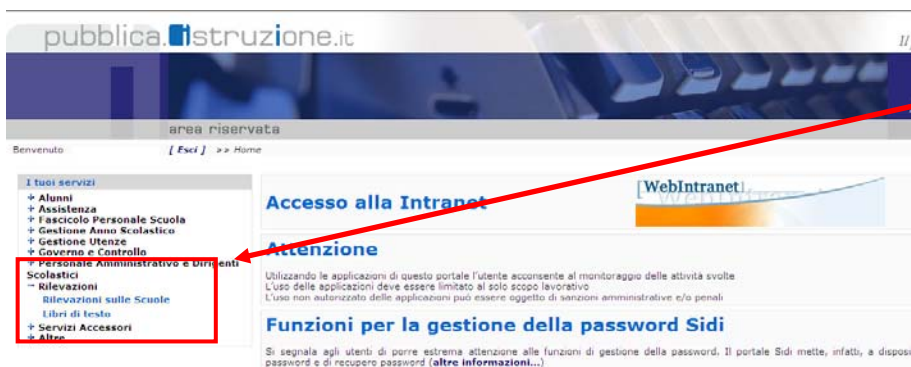 pubblica.istruzione.it
Il
area riservata
Benvenuto
[ Esci ] >> Home
I tuoi servizi
+ Alunni
+ Assistenza
+ Fascicolo Personale Scuola
+ Gestione Anno Scolastico
+ Gestione Utenze
+ Governo e Controllo
+ Personale Amministrativo e Dirigenti
Scolastici
− Rilevazioni
Rilevazioni sulle Scuole
Libri di testo
+ Servizi Accessori
+ Altre
Accesso alla Intranet
[WebIntranet]
Attenzione
Utilizzando le applicazioni di questo portale l'utente acconsente al monitoraggio delle attività svolte
L'uso delle applicazioni deve essere limitato al solo scopo lavorativo
L'uso non autorizzato delle applicazioni può essere oggetto di sanzioni amministrative e/o penali
Funzioni per la gestione della password Sidi
Si segnala agli utenti di porre estrema attenzione alle funzioni di gestione della password. Il portale Sidi mette, infatti, a disposi
password e di recupero password (altre informazioni...)